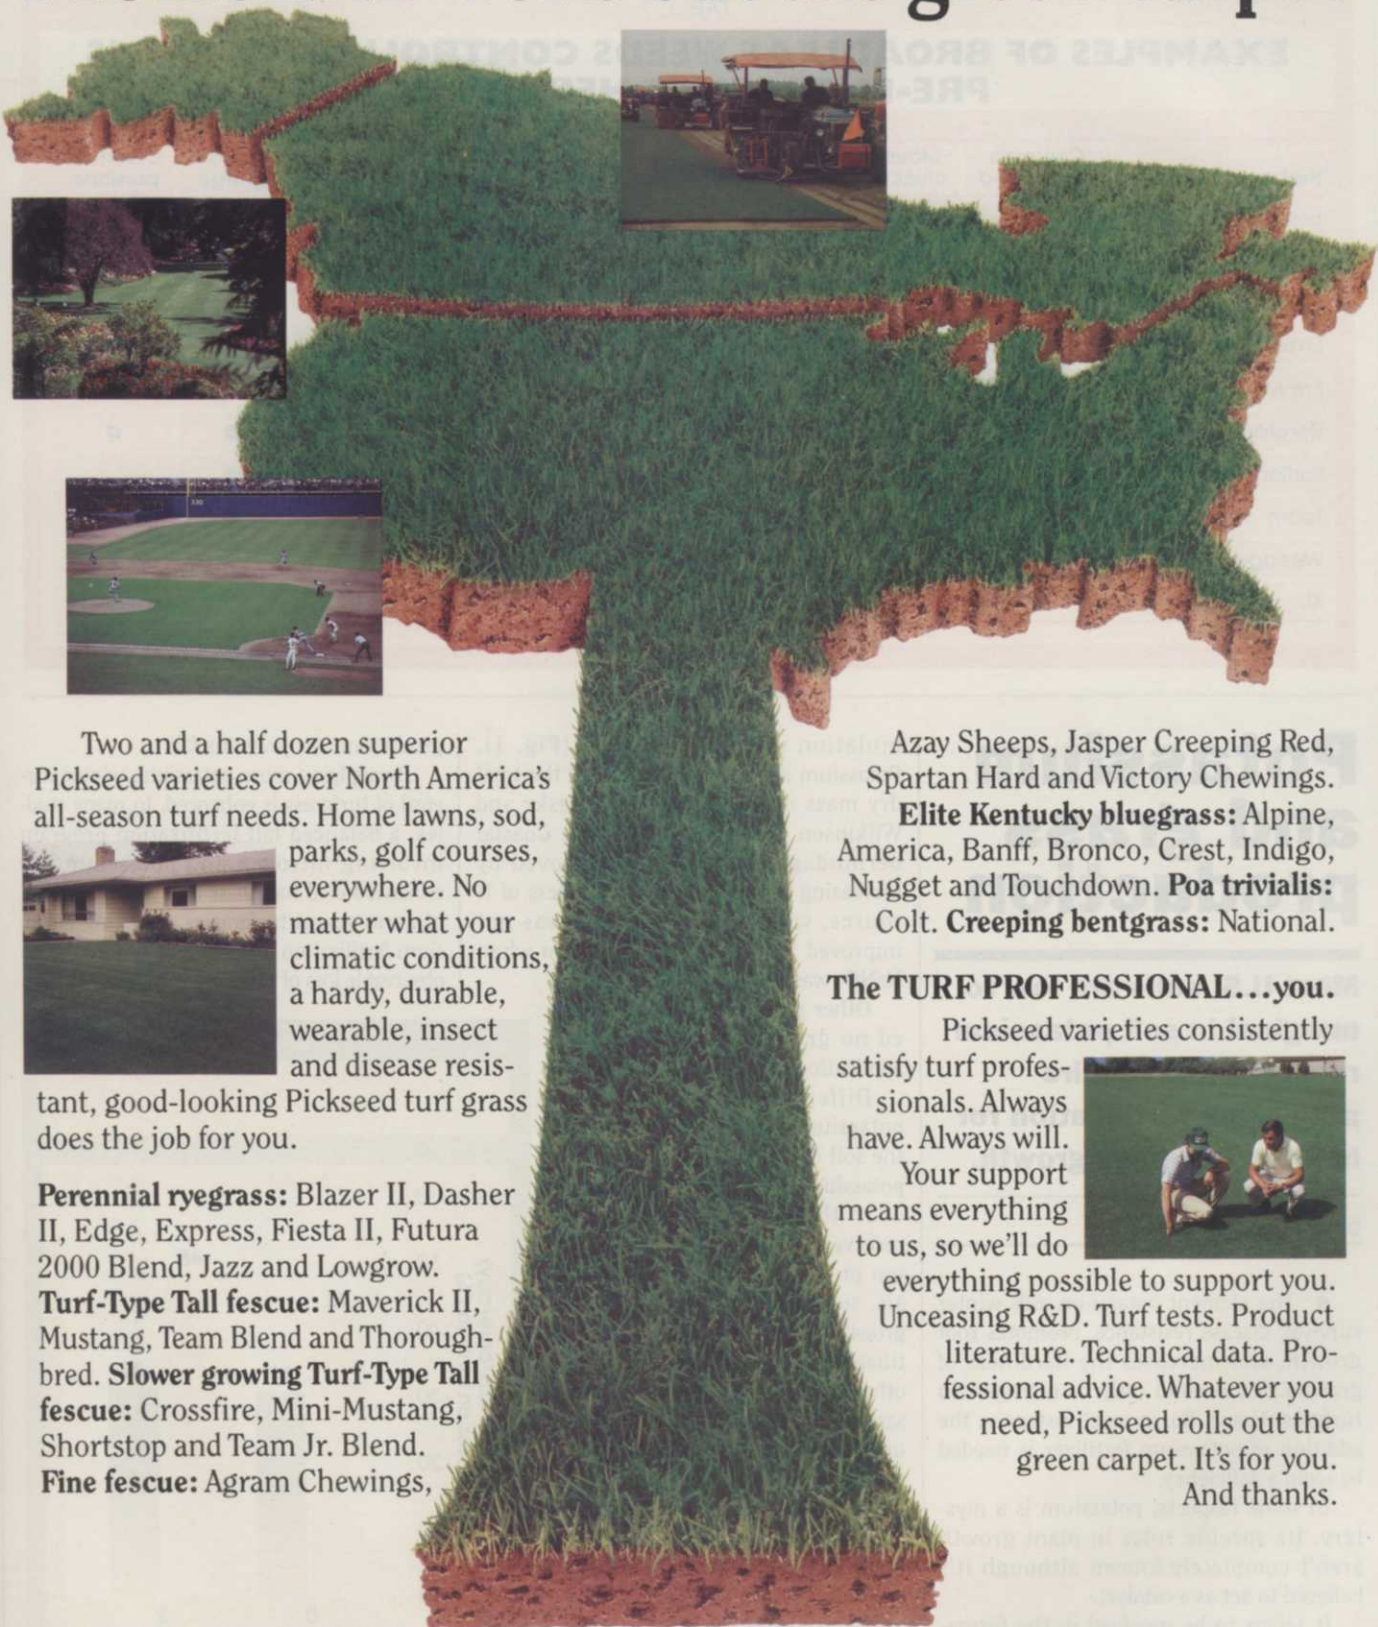 330
Two and a half dozen superior
Pickseed varieties cover North America's
all-season turf needs. Home lawns, sod,
parks, golf courses,
everywhere. No
matter what your
climatic conditions,
a hardy, durable,
wearable, insect
and disease resis-
tant, good-looking Pickseed turf grass
does the job for you.
Perennial ryegrass: Blazer II, Dasher
II, Edge, Express, Fiesta II, Futura
2000 Blend, Jazz and Lowgrow.
Turf-Type Tall fescue: Maverick II,
Mustang, Team Blend and Thorough-
bred. Slower growing Turf-Type Tall
fescue: Crossfire, Mini-Mustang,
Shortstop and Team Jr. Blend.
Fine fescue: Agram Chewings,
Azay Sheeps, Jasper Creeping Red,
Spartan Hard and Victory Chewings.
Elite Kentucky bluegrass: Alpine,
America, Banff, Bronco, Crest, Indigo,
Nugget and Touchdown. Poa trivialis:
Colt. Creeping bentgrass: National.
The TURF PROFESSIONAL...you.
Pickseed varieties consistently
satisfy turf profes-
sionals. Always
have. Always will.
Your support
means everything
to us, so we'll do
everything possible to support you.
Unceasing R&D. Turf tests. Product
literature. Technical data. Pro-
fessional advice. Whatever you
need, Pickseed rolls out the
green carpet. It's for you.
And thanks.